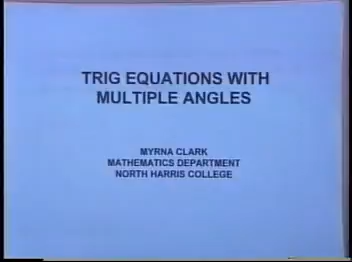 TRIG EQUATIONS WITH
MULTIPLE ANGLES
MYRNA CLARK
MATHEMATICS DEPARTMENT
NORTH HARRIS COLLEGE